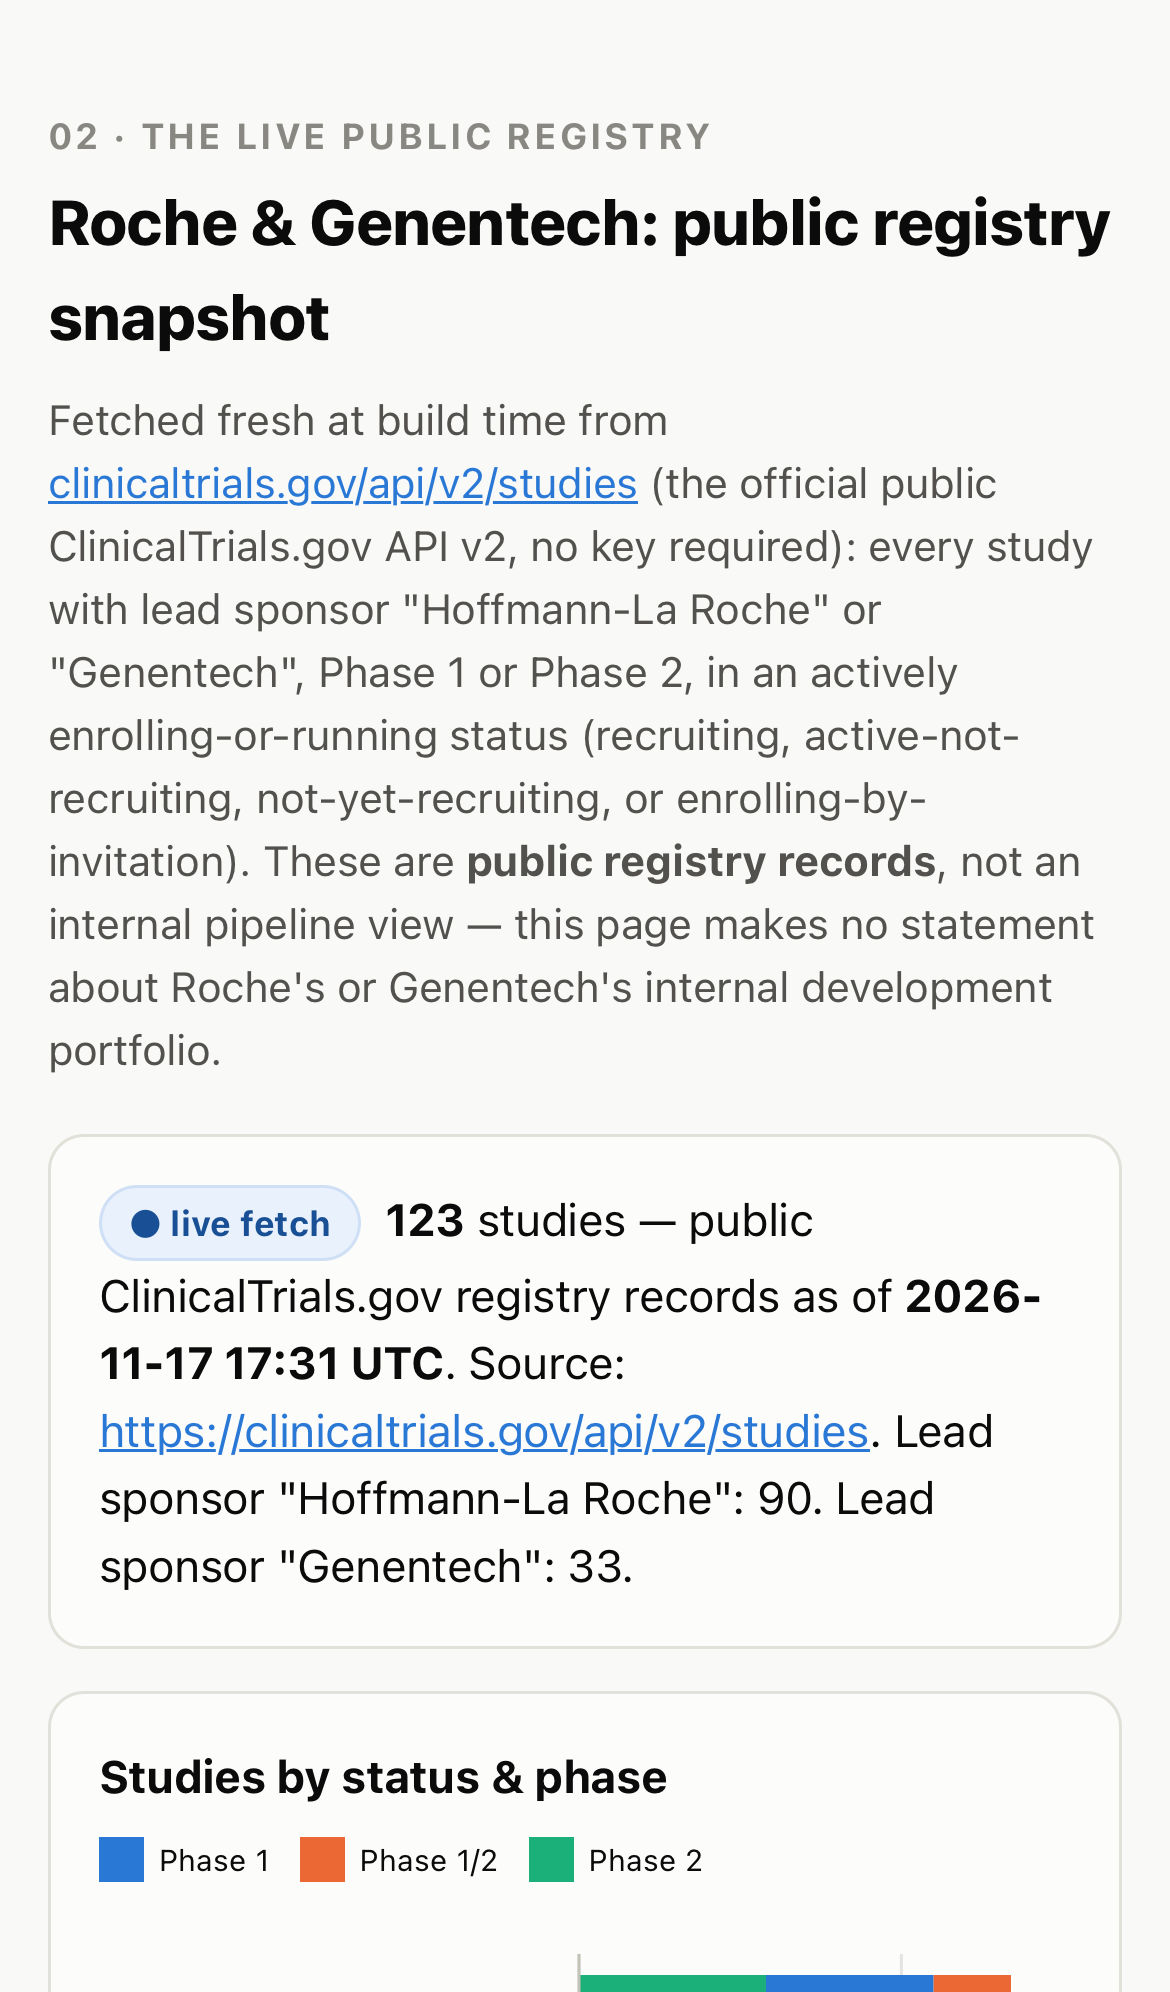 02 · THE LIVE PUBLIC REGISTRY
Roche & Genentech: public registry
snapshot
Fetched fresh at build time from
clinicaltrials.gov/api/v2/studies (the official public
ClinicalTrials.gov API v2, no key required): every study
with lead sponsor "Hoffmann-La Roche" or
"Genentech", Phase 1 or Phase 2, in an actively
enrolling-or-running status (recruiting, active-not-
recruiting, not-yet-recruiting, or enrolling-by-
invitation). These are public registry records, not an
internal pipeline view — this page makes no statement
about Roche's or Genentech's internal development
portfolio.
live fetch 123 studies — public
ClinicalTrials.gov registry records as of 2026-
11-17 17:31 UTC. Source:
https://clinicaltrials.gov/api/v2/studies. Lead
sponsor "Hoffmann-La Roche": 90. Lead
sponsor "Genentech": 33.
Studies by status & phase
Phase 1 Phase 1/2 Phase 2